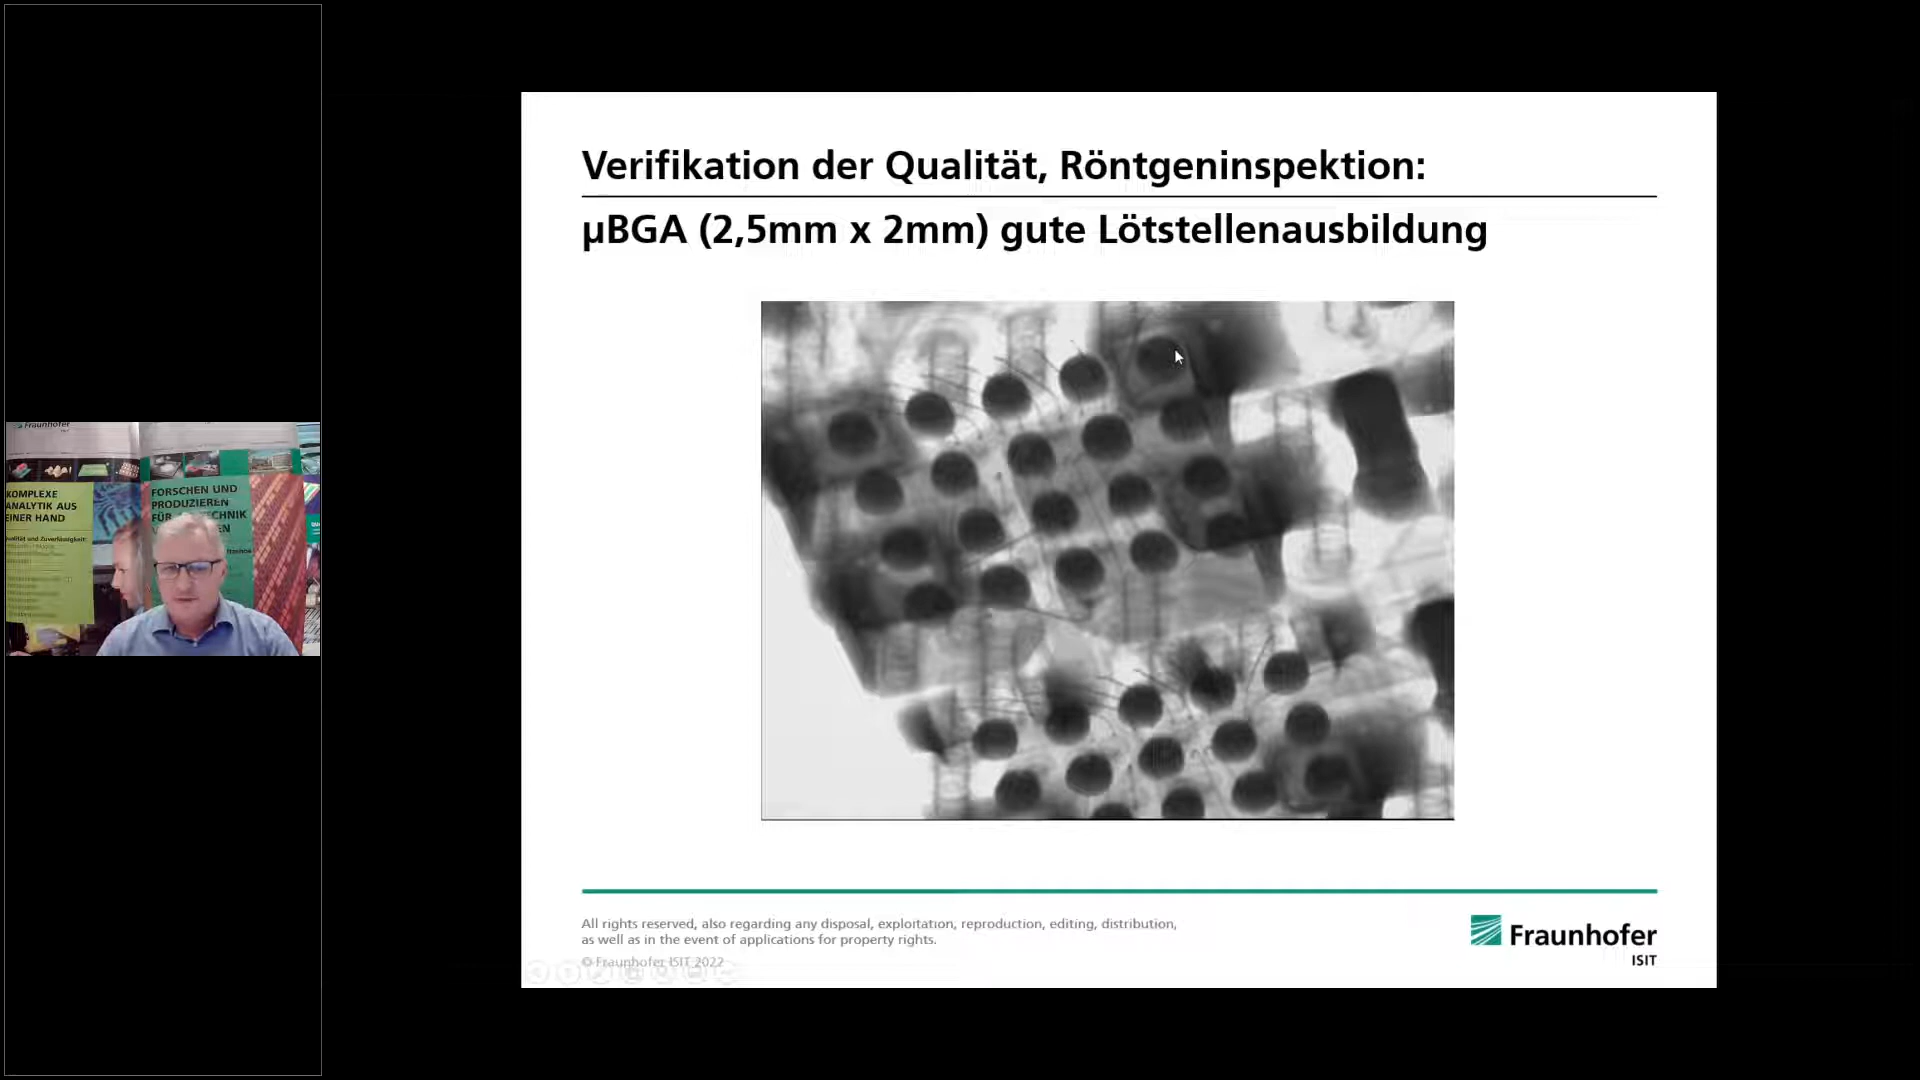 Verifikation der Qualität, Röntgeninspektion:
µBGA (2,5mm x 2mm) gute Lötstellenausbildung
All rights reserved, also regarding any disposal, exploitation, reproduction, editing, distribution,
as well as in the event of applications for property rights.
© Fraunhofer ISIT 2022
Fraunhofer
ISIT
Fraunhofer
KOMPLEXE
ANALYTIK AUS
EINER HAND
FORSCHEN UND
PRODUZIEREN
FÜR